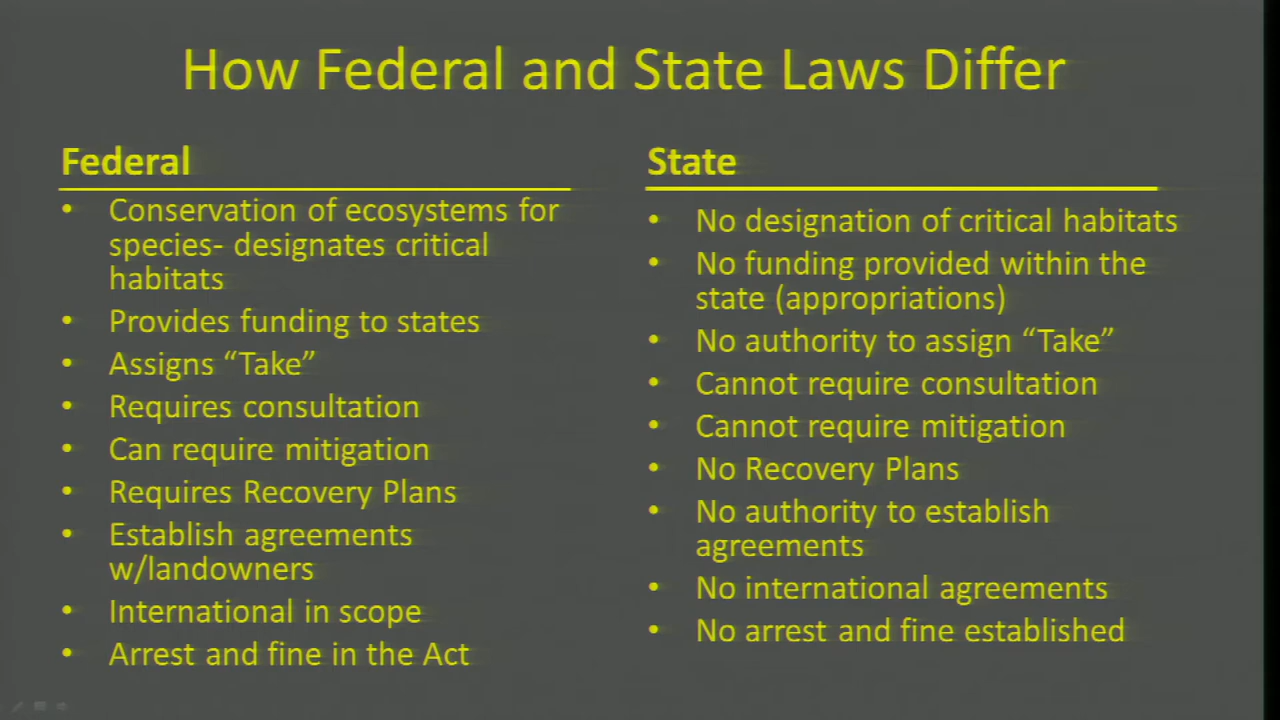 How Federal and State Laws Differ
Federal
• Conservation of ecosystems for
species- designates critical
habitats
• Provides funding to states
• Assigns “Take”
• Requires consultation
• Can require mitigation
• Requires Recovery Plans
• Establish agreements
w/landowners
• International in scope
• Arrest and fine in the Act
State
• No designation of critical habitats
• No funding provided within the
state (appropriations)
• No authority to assign “Take”
• Cannot require consultation
• Cannot require mitigation
• No Recovery Plans
• No authority to establish
agreements
• No international agreements
• No arrest and fine established